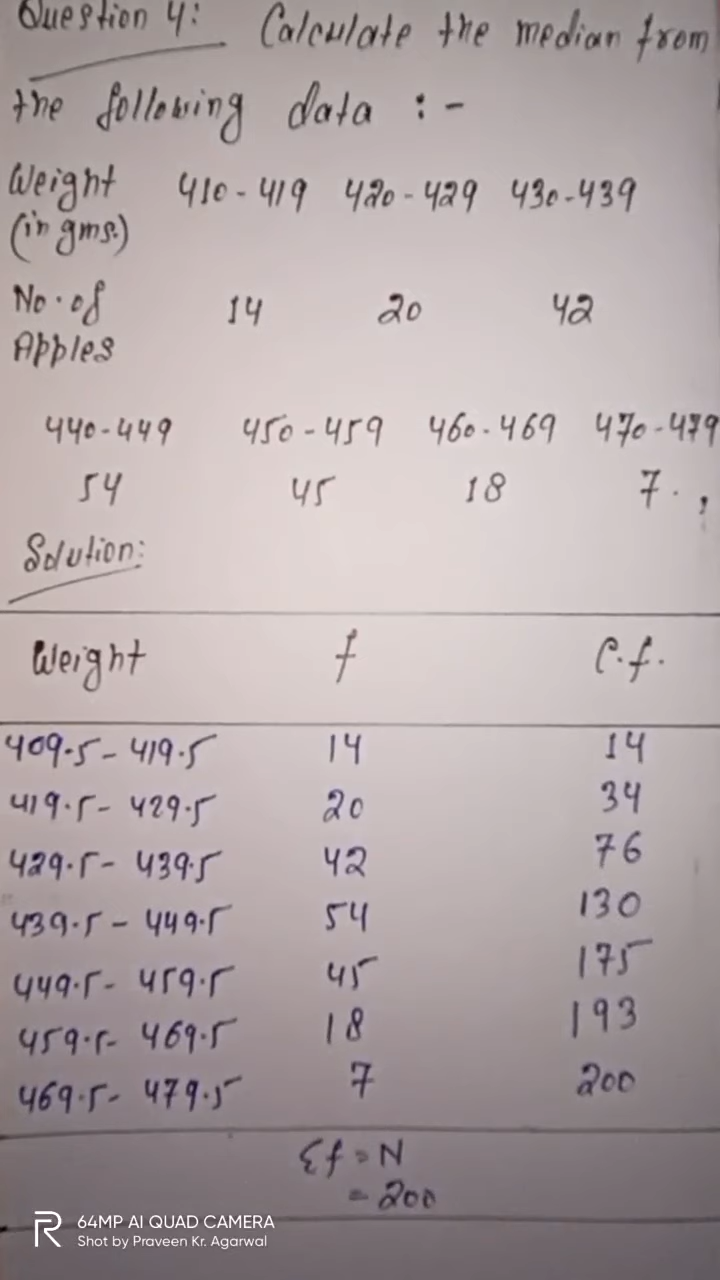 Question 4: Calculate the median from
the following data :-
Weight 410-419 420-429 430-439
(in gms.)
No. of 14 20 42
Apples
440-449 450-459 460-469 470-479
54 45 18 7.,
Solution:
Weight f C.f.
409.5-419.5 14 14
419.5-429.5 20 34
429.5-439.5 42 76
439.5-449.5 54 130
449.5-459.5 45 175
459.5-469.5 18 193
469.5-479.5 7 200
Σf=N
=200
64MP AI QUAD CAMERA
Shot by Praveen Kr. Agarwal